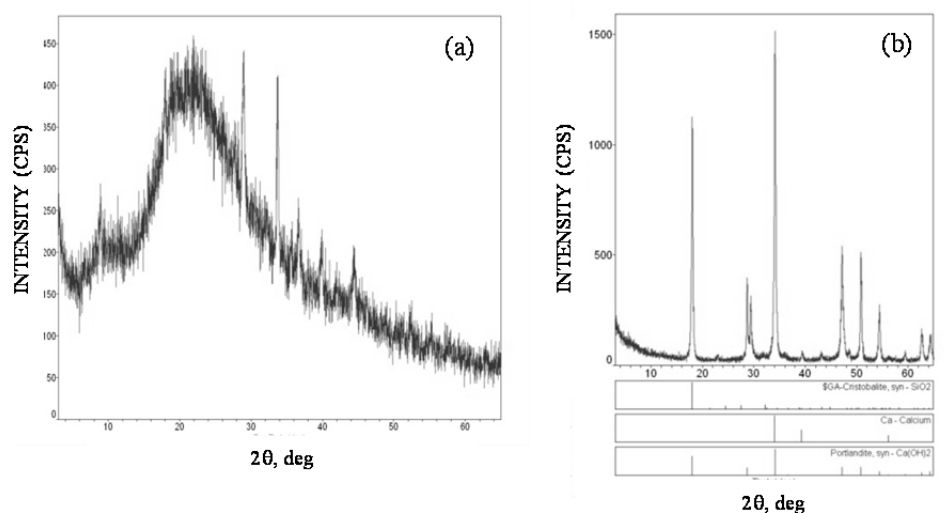 (a)
450
400
350
300
250
200
150
100
50
0
10 20 30 40 50 60
INTENSITY (CPS)
2θ, deg
(b)
1500
1000
500
0
10 20 30 40 50 60
INTENSITY (CPS)
$GA-Cristobalite, syn - SiO2
Ca - Calcium
Portlandite, syn - Ca(OH)2
2θ, deg